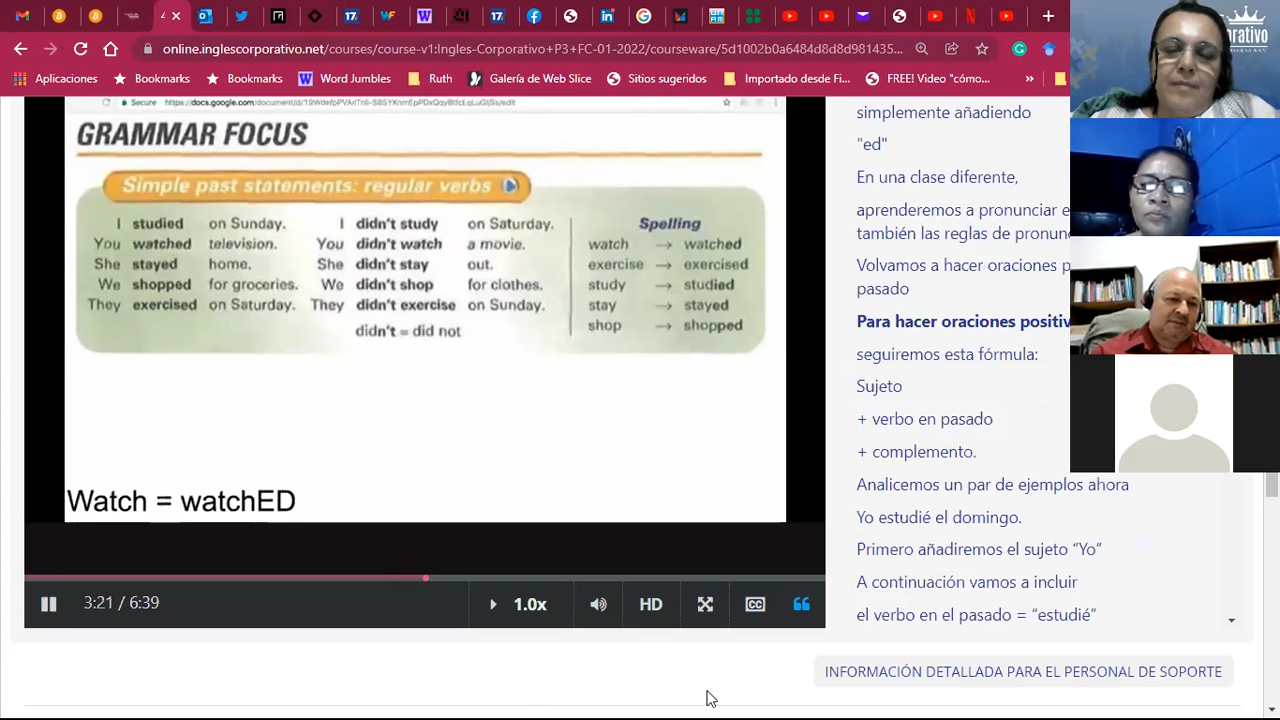 4
17
17
online.inglescorporativo.net/courses/course-v1:Ingles-Corporativo+P3+FC-01-2022/courseware/5d1002b0a6484d8d8d981435...
Aplicaciones Bookmarks Bookmarks Word Jumbles Ruth Galería de Web Slice Sitios sugeridos Importado desde Fi... FREE! Video "cómo... »
Secure
GRAMMAR FOCUS
Simple past statements: regular verbs
I studied on Sunday. I didn't study on Saturday. Spelling
You watched television. You didn't watch a movie. watch → watched
She stayed home. She didn't stay out. exercise → exercised
We shopped for groceries. We didn't shop for clothes. study → studied
They exercised on Saturday. They didn't exercise on Sunday. stay → stayed
didn't = did not shop → shopped
Watch = watchED
3:21 / 6:39
1.0x
HD
CC
simplemente añadiendo
"ed"
En una clase diferente,
aprenderemos a pronunciar e
también las reglas de pronun
Volvamos a hacer oraciones p
pasado
Para hacer oraciones positiv
seguiremos esta fórmula:
Sujeto
+ verbo en pasado
+ complemento.
Analicemos un par de ejemplos ahora
Yo estudié el domingo.
Primero añadiremos el sujeto “Yo”
A continuación vamos a incluir
el verbo en el pasado = “estudié”
INFORMACIÓN DETALLADA PARA EL PERSONAL DE SOPORTE